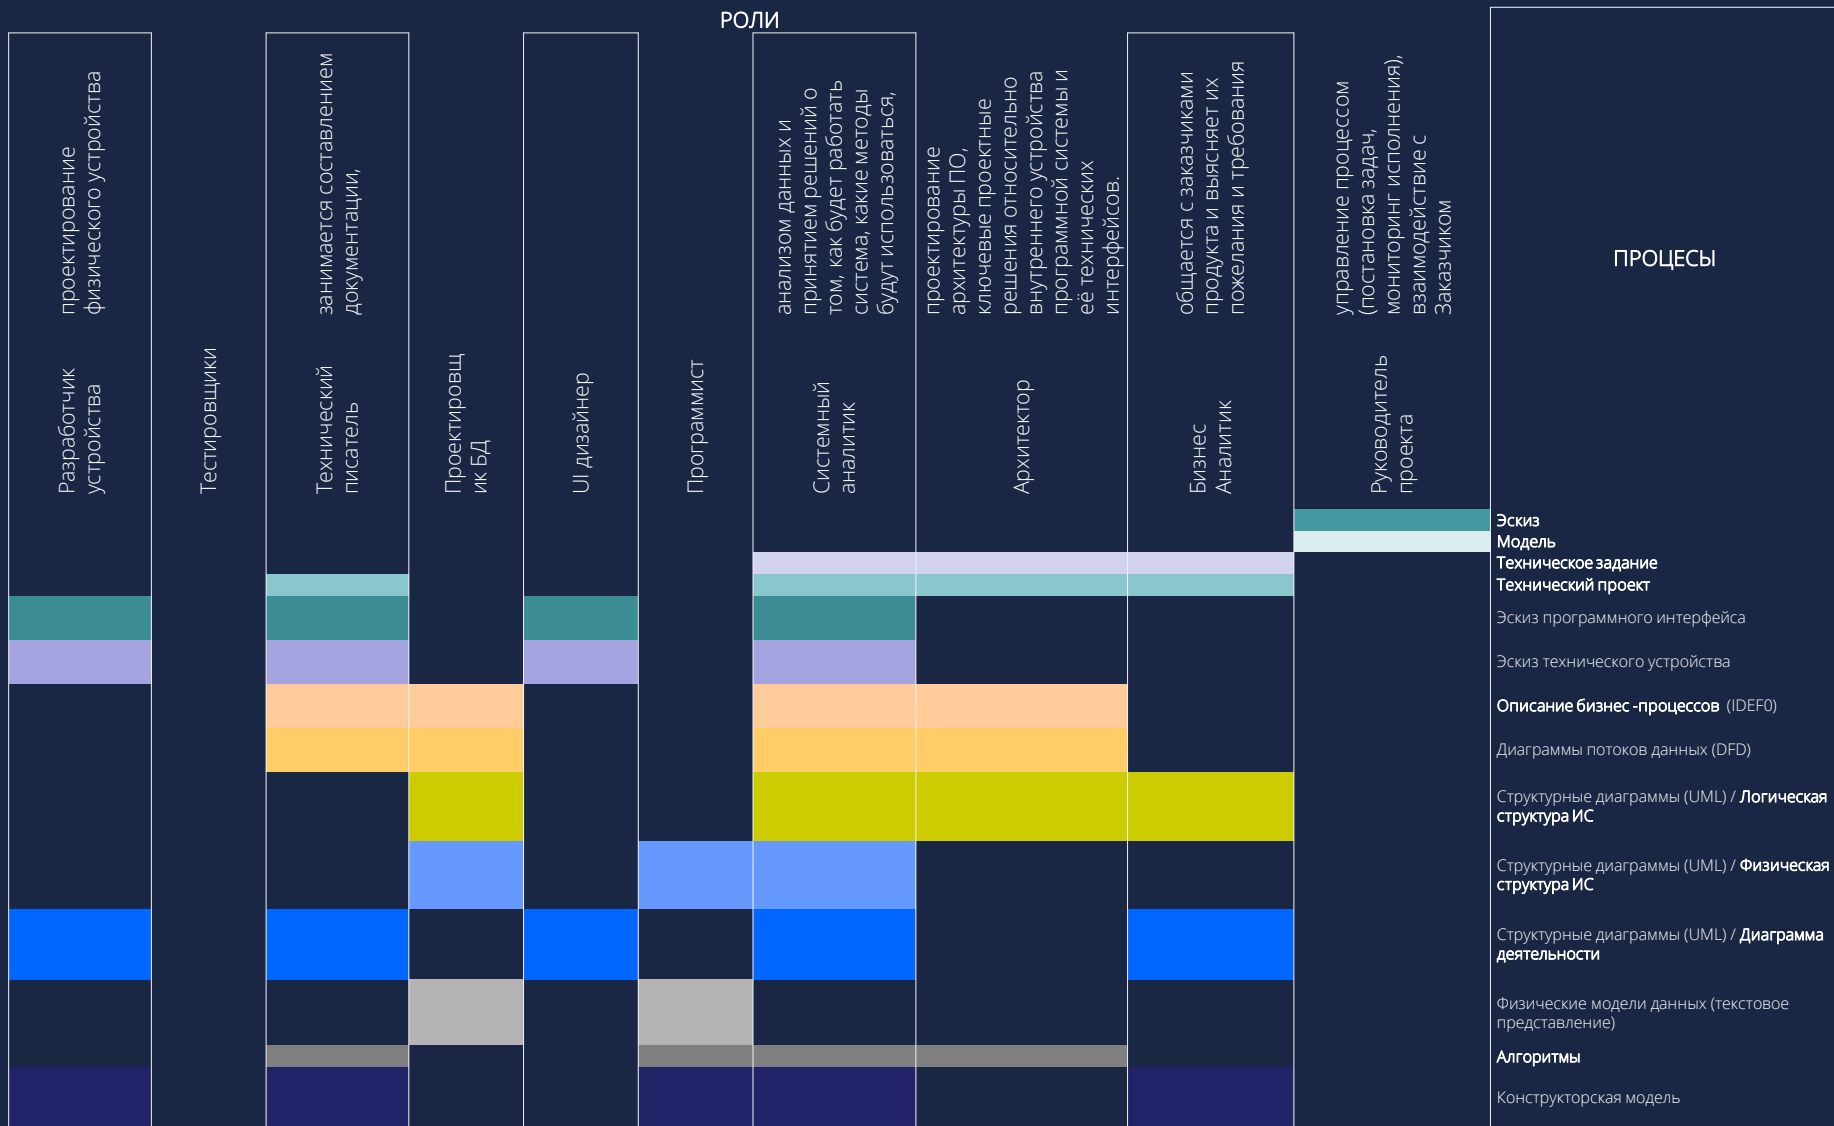 РОЛИ
проектирование
физического устройства
занимается составлением
документации,
анализом данных и
принятием решений о
том, как будет работать
система, какие методы
будут использоваться,
проектирование
архитектуры ПО,
ключевые проектные
решения относительно
внутреннего устройства
программной системы и
её технических
интерфейсов.
общается с заказчиками
продукта и выясняет их
пожелания и требования
управление процессом
(постановка задач,
мониторинг исполнения),
взаимодействие с
Заказчиком
ПРОЦЕСЫ
Разработчик
устройства
Тестировщики
Технический
писатель
Проектировщ
ик БД
UI дизайнер
Программист
Системный
аналитик
Архитектор
Бизнес
Аналитик
Руководитель
проекта
Эскиз
Модель
Техническое задание
Технический проект
Эскиз программного интерфейса
Эскиз технического устройства
Описание бизнес -процессов (IDEF0)
Диаграммы потоков данных (DFD)
Структурные диаграммы (UML) / Логическая
структура ИС
Структурные диаграммы (UML) / Физическая
структура ИС
Структурные диаграммы (UML) / Диаграмма
деятельности
Физические модели данных (текстовое
представление)
Алгоритмы
Конструкторская модель